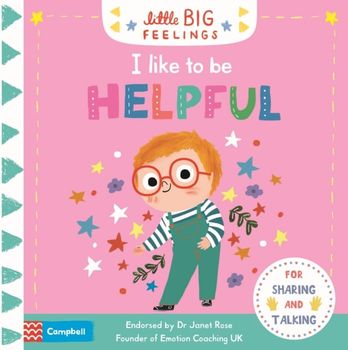 little BIG
FEELINGS
I like to be
HELPFUL
FOR
SHARING
AND
TALKING
Campbell
Endorsed by Dr Janet Rose
Founder of Emotion Coaching UK